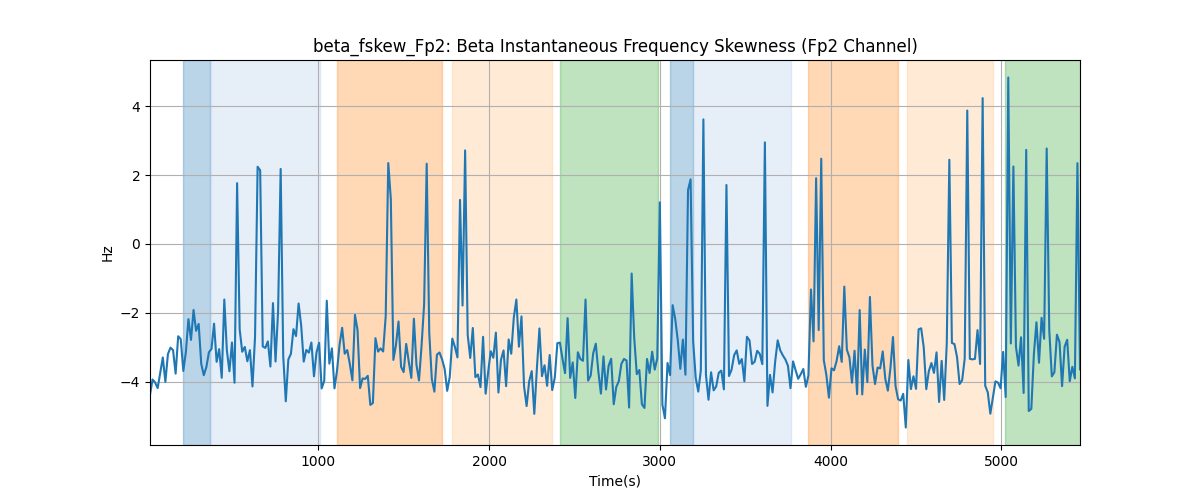 beta_fskew_Fp2: Beta Instantaneous Frequency Skewness (Fp2 Channel)
4
2
0
−2
−4
Hz
1000 2000 3000 4000 5000
Time(s)